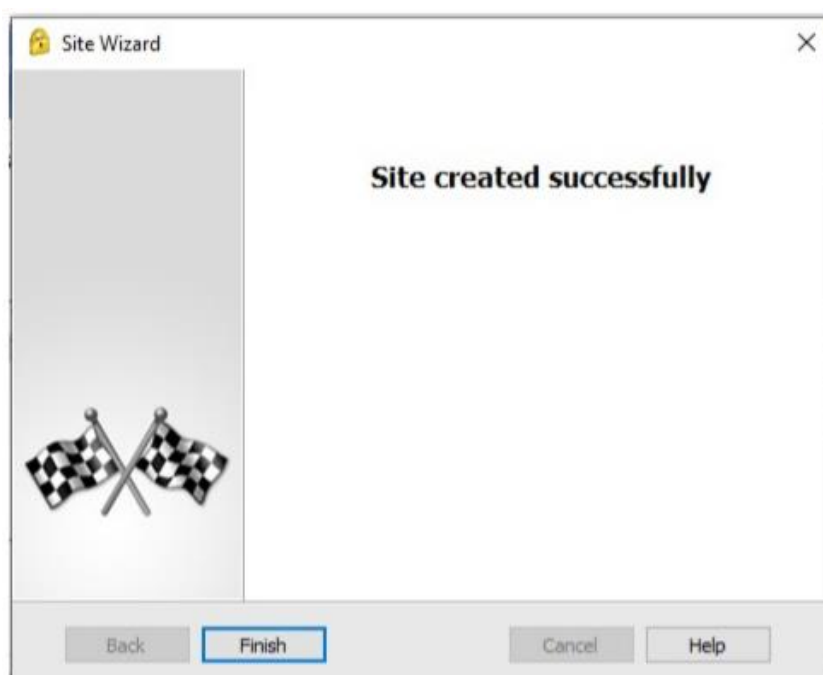 Site Wizard
Site created successfully
Back
Finish
Cancel
Help